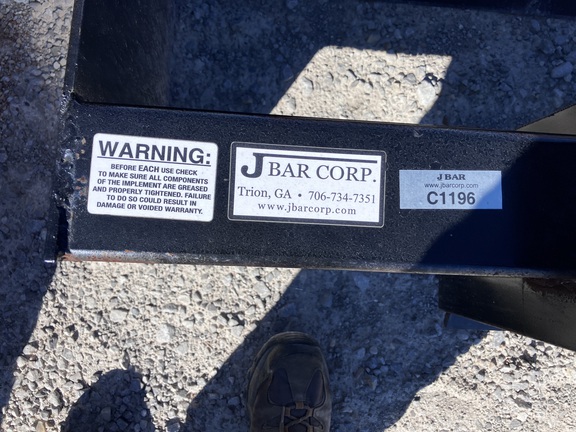 WARNING:
BEFORE EACH USE CHECK
TO MAKE SURE ALL COMPONENTS
OF THE IMPLEMENT ARE GREASED
AND PROPERLY TIGHTENED. FAILURE
TO DO SO COULD RESULT IN
DAMAGE OR VOIDED WARRANTY.
J BAR CORP.
Trion, GA • 706-734-7351
www.jbarcorp.com
J BAR
www.jbarcorp.com
C1196